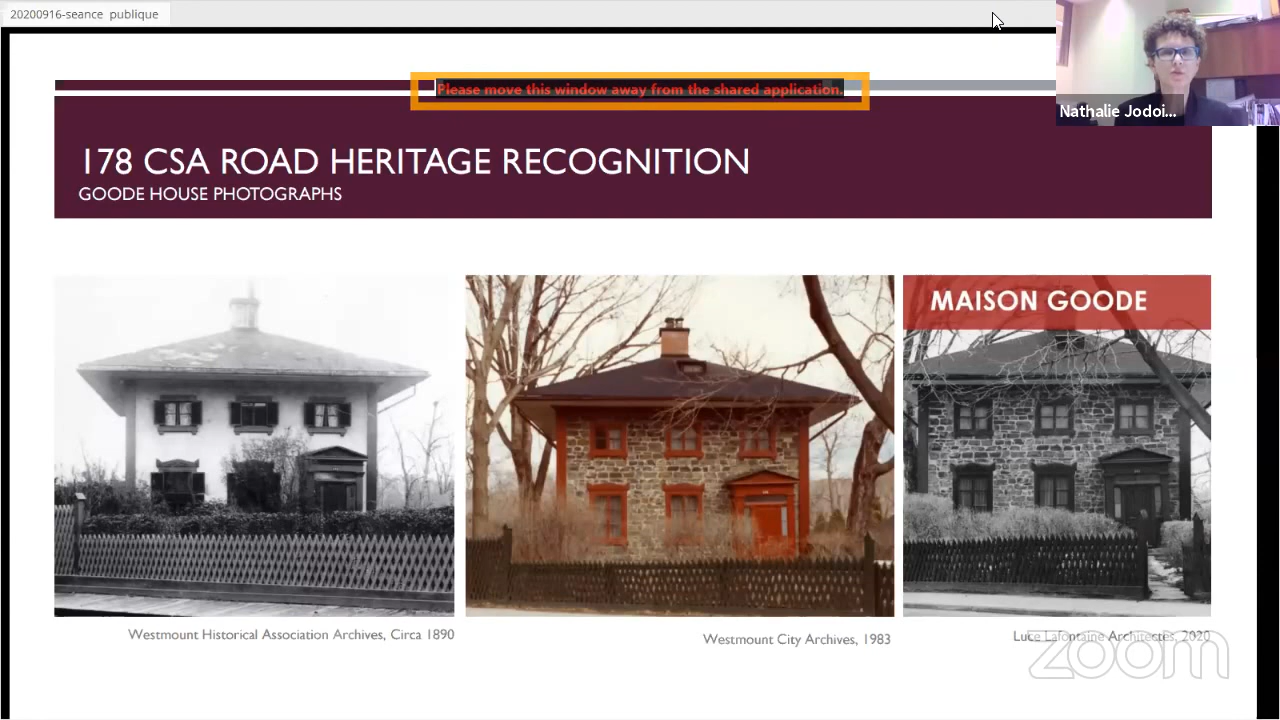 20200916-seance publique
Please move this window away from the shared application.
Nathalie Jodoi...
178 CSA ROAD HERITAGE RECOGNITION
GOODE HOUSE PHOTOGRAPHS
MAISON GOODE
Westmount Historical Association Archives, Circa 1890
Westmount City Archives, 1983
Luce Lafontaine Architectes, 2020
zoom